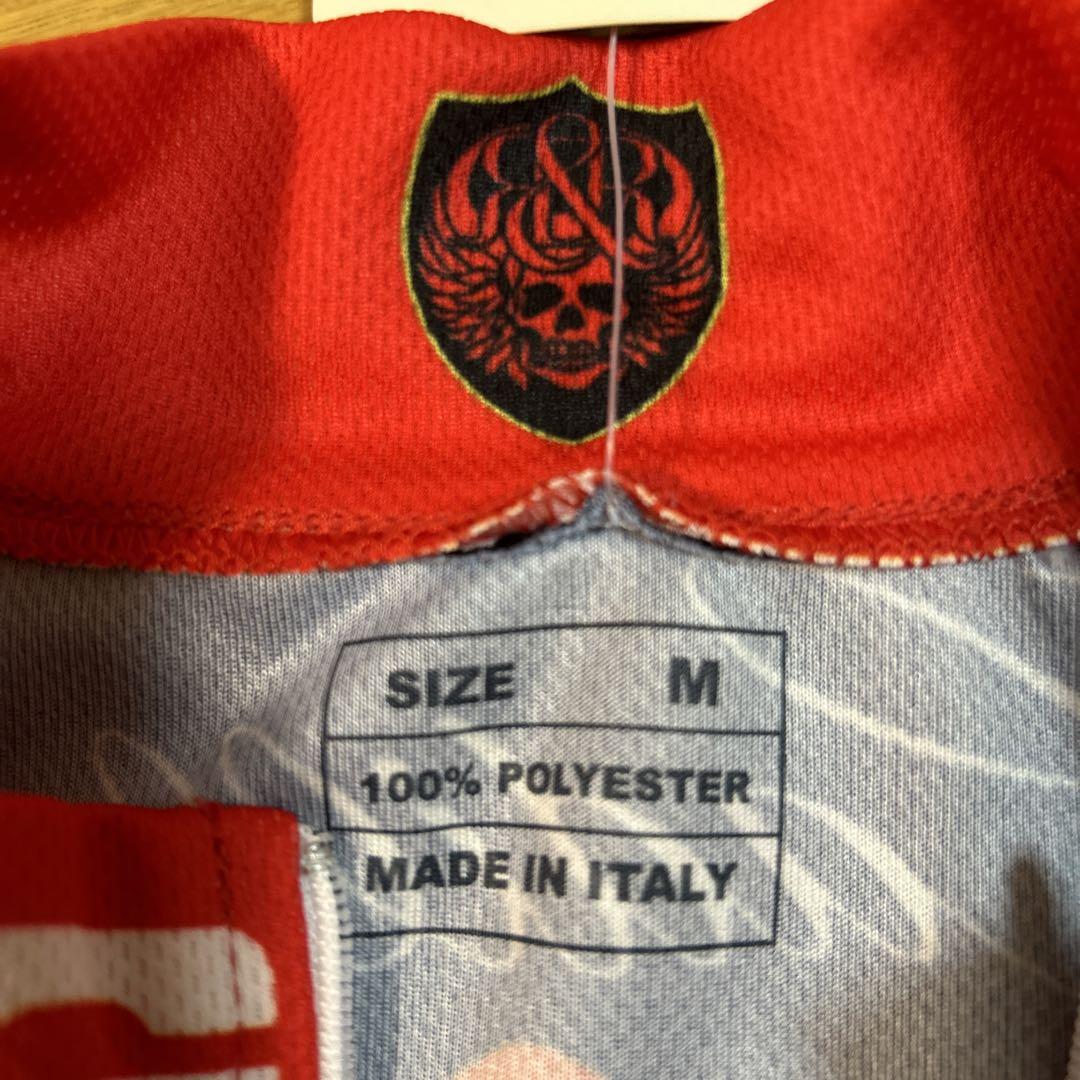 SIZE M
100% POLYESTER
MADE IN ITALY